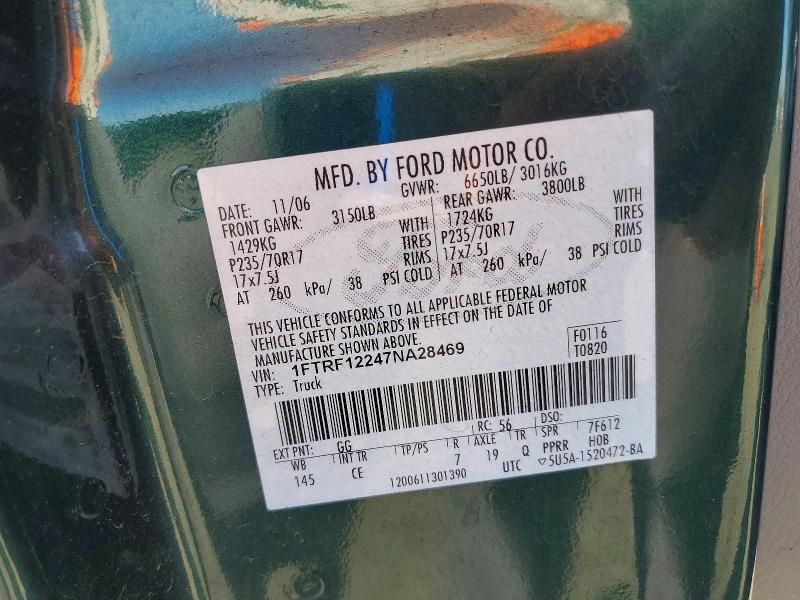 MFD. BY FORD MOTOR CO.
DATE: 11/06 GVWR: 6650LB/ 3016KG
FRONT GAWR: 3150LB REAR GAWR: 3800LB
1429KG WITH 1724KG WITH
P235/70R17 TIRES P235/70R17 TIRES
17x7.5J RIMS 17x7.5J RIMS
AT 260 kPa/ 38 PSI COLD AT 260 kPa/ 38 PSI COLD
Ford
THIS VEHICLE CONFORMS TO ALL APPLICABLE FEDERAL MOTOR
VEHICLE SAFETY STANDARDS IN EFFECT ON THE DATE OF
MANUFACTURE SHOWN ABOVE.
VIN: 1FTRF12247NA28469
TYPE: Truck
F0116
T0820
EXT PNT: GG RC: 56 DSO:
WB INT TR TP/PS R AXLE TR SPR 7F612
145 CE 7 19 Q PPRR HOB
1200611301390 UTC ▽5U5A-1520472-BA